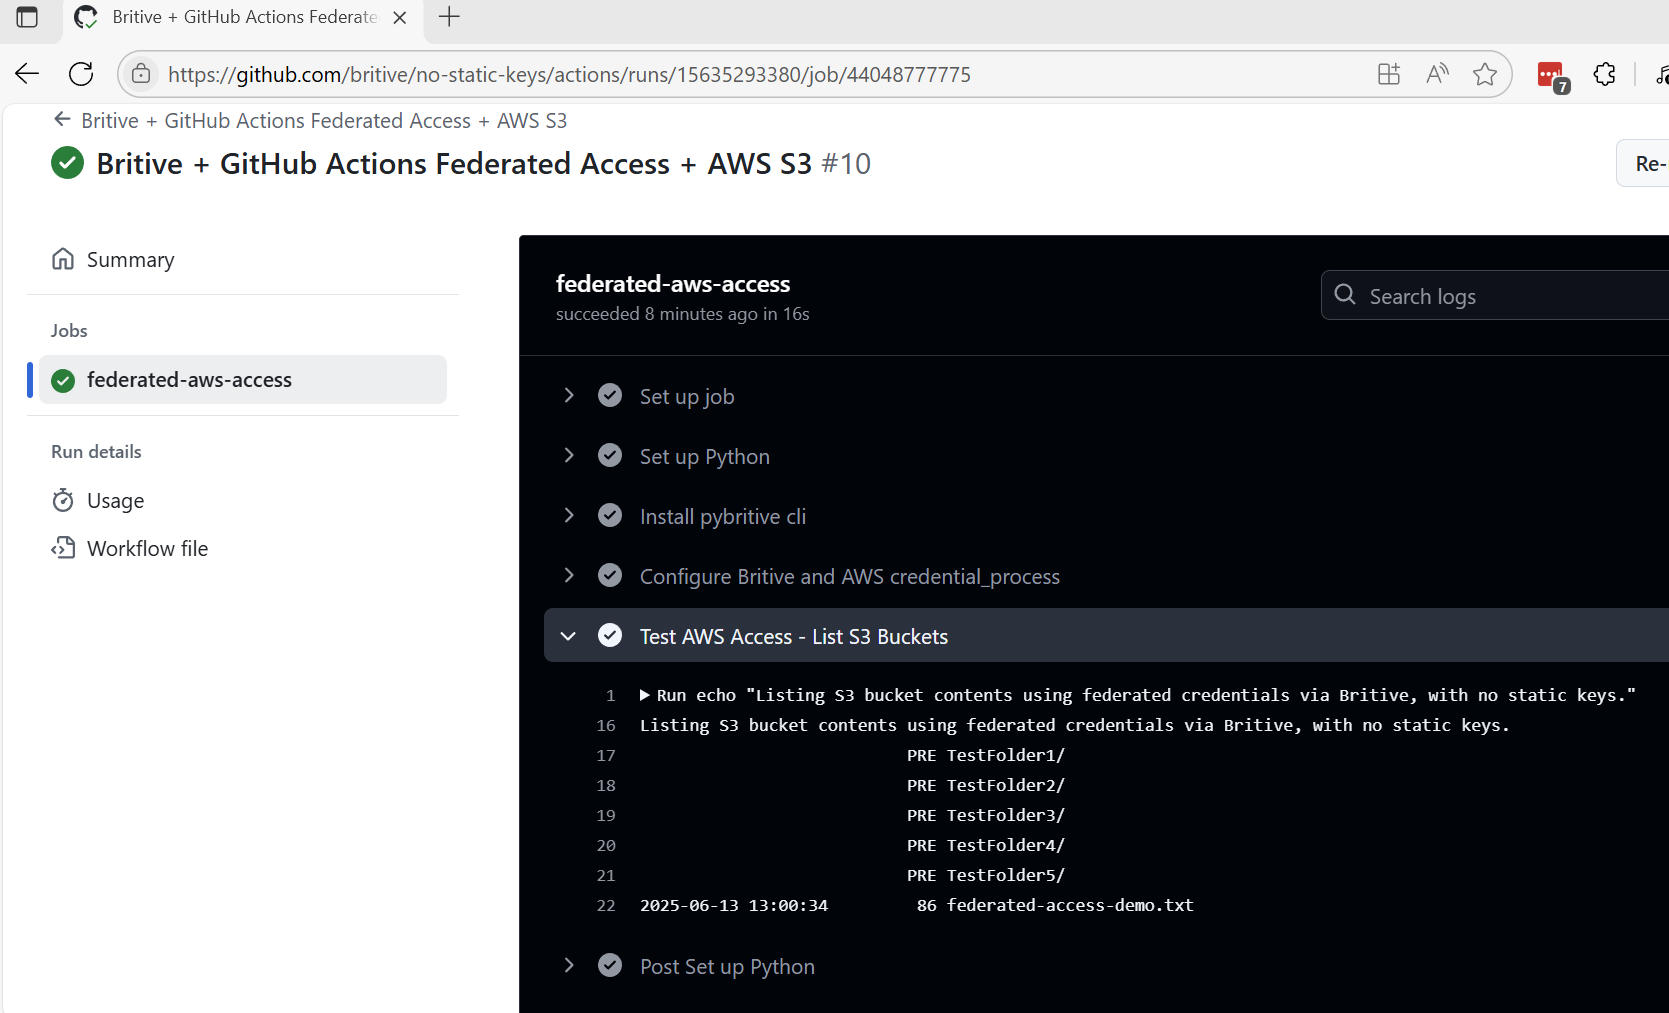 Britive + GitHub Actions Federate
https://github.com/britive/no-static-keys/actions/runs/15635293380/job/44048777775
7
Britive + GitHub Actions Federated Access + AWS S3
Britive + GitHub Actions Federated Access + AWS S3 #10
Re-
Summary
Jobs
federated-aws-access
Run details
Usage
Workflow file
federated-aws-access
succeeded 8 minutes ago in 16s
Search logs
Set up job
Set up Python
Install pybritive cli
Configure Britive and AWS credential_process
Test AWS Access - List S3 Buckets
1 Run echo "Listing S3 bucket contents using federated credentials via Britive, with no static keys."
16 Listing S3 bucket contents using federated credentials via Britive, with no static keys.
17 PRE TestFolder1/
18 PRE TestFolder2/
19 PRE TestFolder3/
20 PRE TestFolder4/
21 PRE TestFolder5/
22 2025-06-13 13:00:34 86 federated-access-demo.txt
Post Set up Python